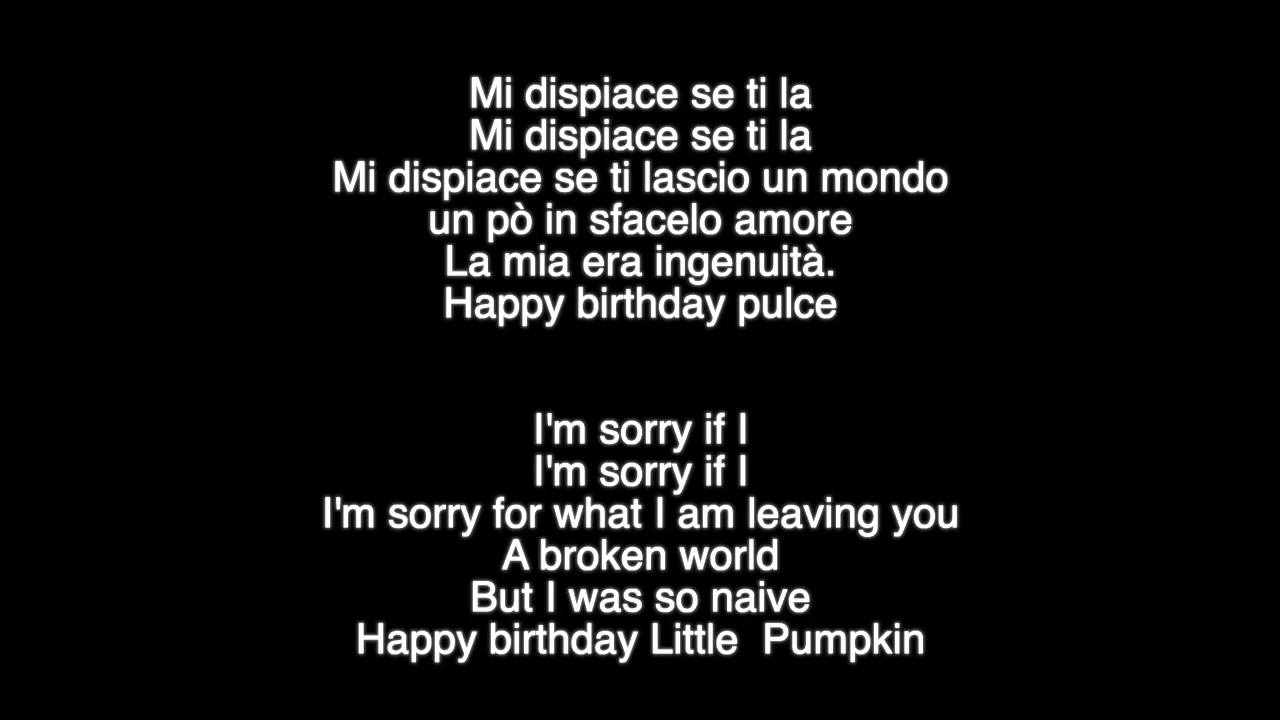 Mi dispiace se ti la
Mi dispiace se ti la
Mi dispiace se ti lascio un mondo
un pò in sfacelo amore
La mia era ingenuità.
Happy birthday pulce
I'm sorry if I
I'm sorry if I
I'm sorry for what I am leaving you
A broken world
But I was so naive
Happy birthday Little  Pumpkin